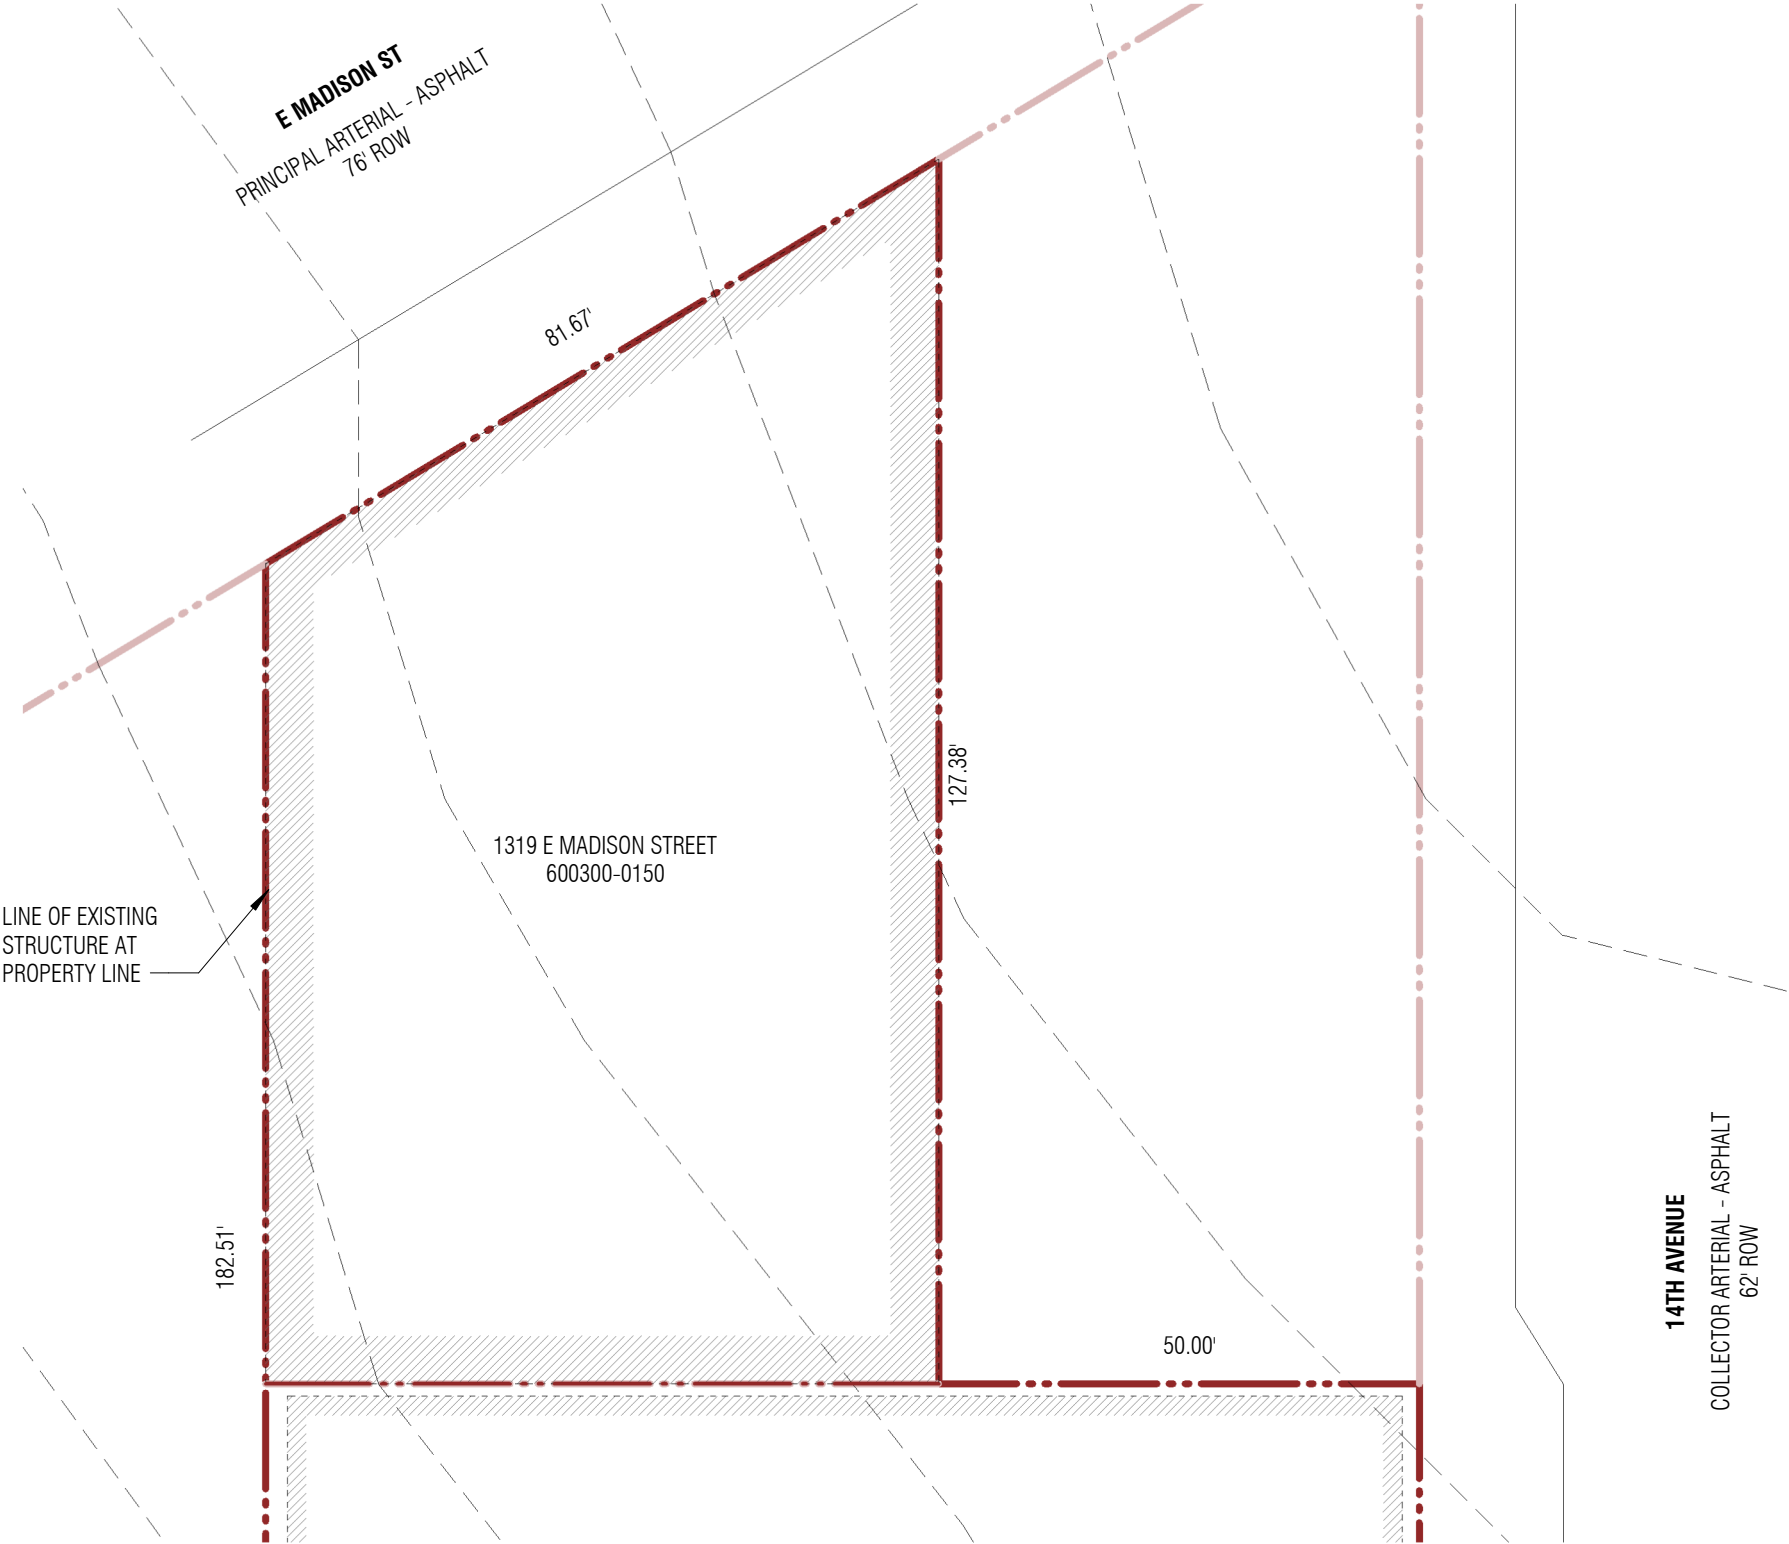 E MADISON ST
PRINCIPAL ARTERIAL - ASPHALT
76' ROW
81.67'
127.38'
1319 E MADISON STREET
600300-0150
LINE OF EXISTING
STRUCTURE AT
PROPERTY LINE
182.51'
50.00'
14TH AVENUE
COLLECTOR ARTERIAL - ASPHALT
62' ROW